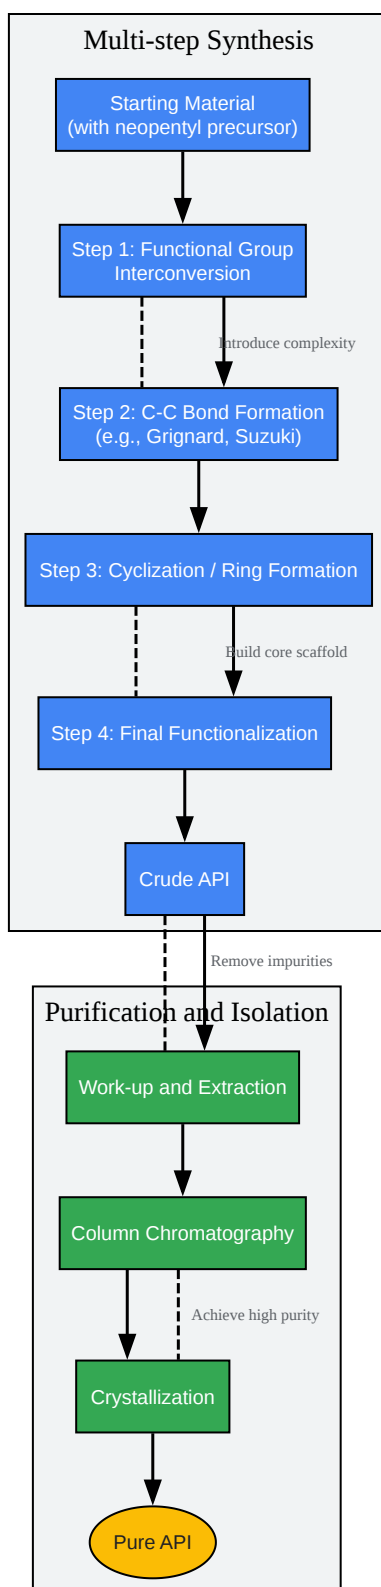 Multi-step Synthesis
Starting Material
(with neopentyl precursor)
Step 1: Functional Group
Interconversion
Introduce complexity
Step 2: C-C Bond Formation
(e.g., Grignard, Suzuki)
Step 3: Cyclization / Ring Formation
Build core scaffold
Step 4: Final Functionalization
Crude API
Remove impurities
Purification and Isolation
Work-up and Extraction
Column Chromatography
Achieve high purity
Crystallization
Pure API